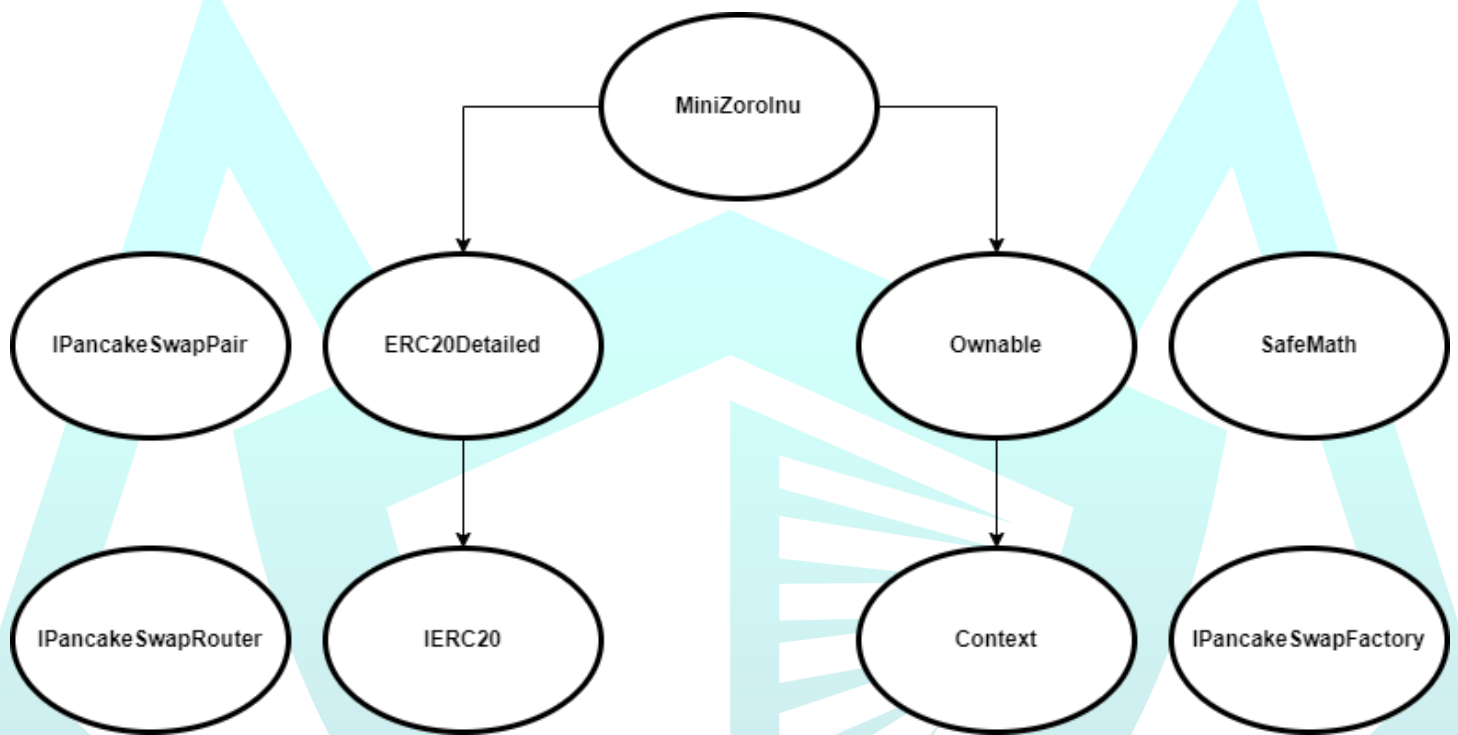 MiniZoroInu
IPancakeSwapPair
ERC20Detailed
Ownable
SafeMath
IPancakeSwapRouter
IERC20
Context
IPancakeSwapFactory